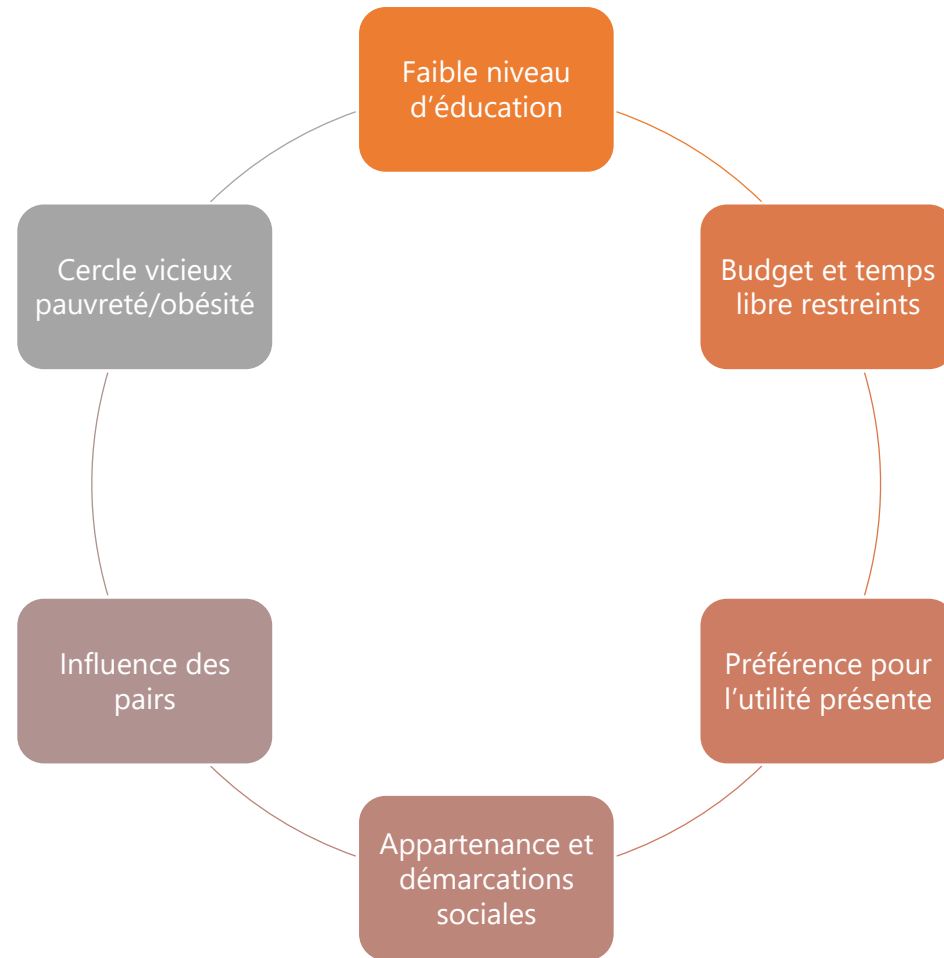 Faible niveau
d’éducation
Budget et temps
libre restreints
Préférence pour
l’utilité présente
Appartenance et
démarcations
sociales
Influence des
pairs
Cercle vicieux
pauvreté/obésité